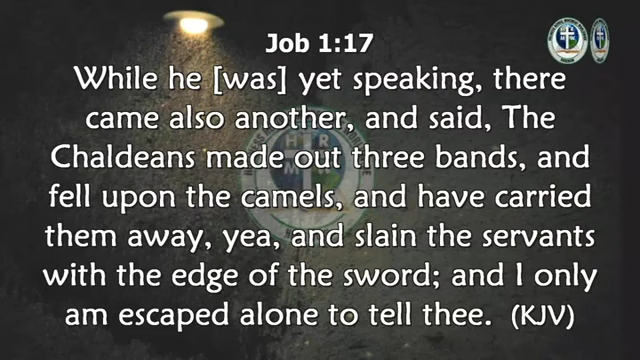 Job 1:17
While he [was] yet speaking, there
came also another, and said, The
Chaldeans made out three bands, and
fell upon the camels, and have carried
them away, yea, and slain the servants
with the edge of the sword; and I only
am escaped alone to tell thee. (KJV)